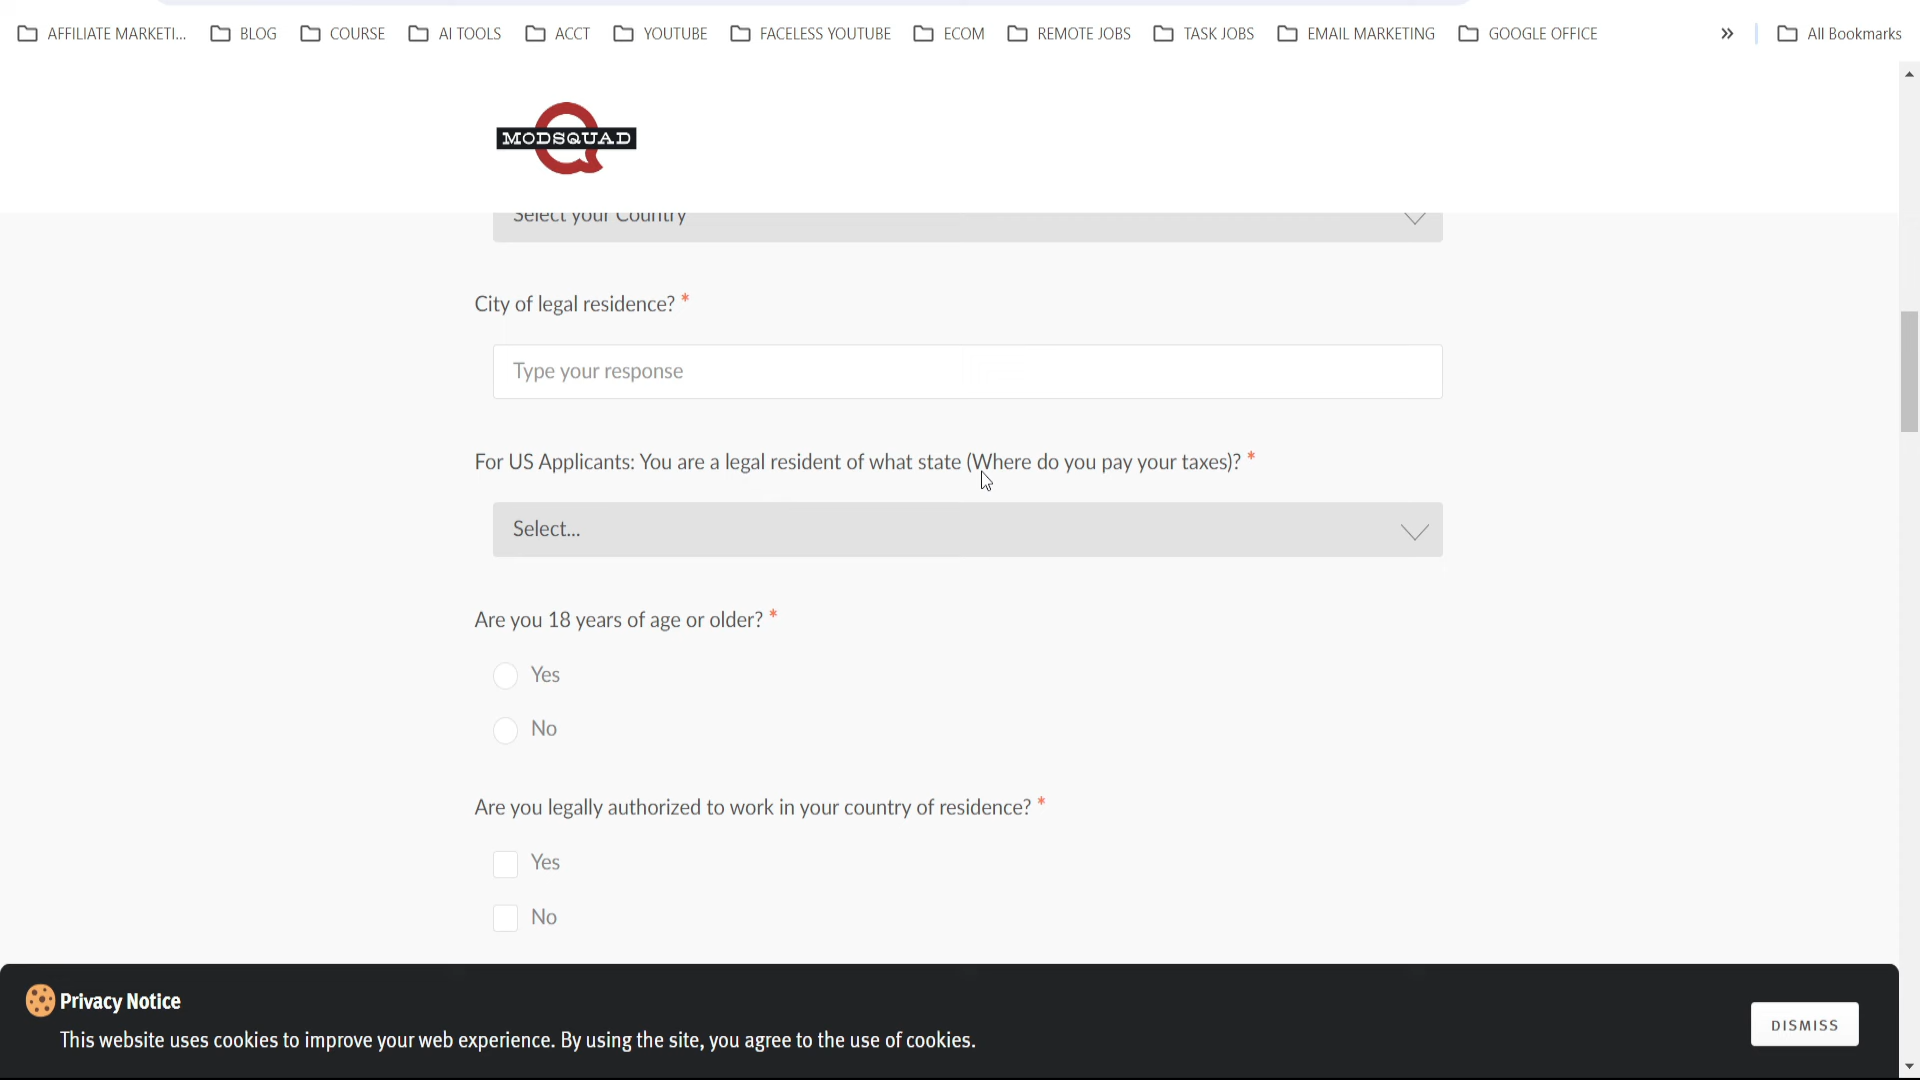 AFFILIATE MARKETI... BLOG COURSE AI TOOLS ACCT YOUTUBE FACELESS YOUTUBE ECOM REMOTE JOBS TASK JOBS EMAIL MARKETING GOOGLE OFFICE » All Bookmarks
MODSQUAD
Select your Country
City of legal residence? *
Type your response
For US Applicants: You are a legal resident of what state (Where do you pay your taxes)? *
Select...
Are you 18 years of age or older? *
Yes
No
Are you legally authorized to work in your country of residence? *
Yes
No
Privacy Notice
This website uses cookies to improve your web experience. By using the site, you agree to the use of cookies.
DISMISS